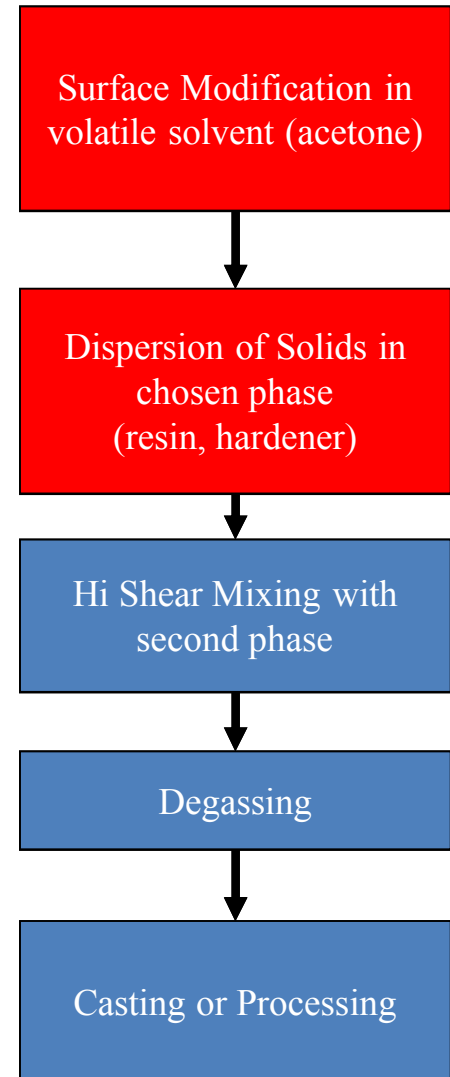 Surface Modification in
volatile solvent (acetone)
Dispersion of Solids in
chosen phase
(resin, hardener)
Hi Shear Mixing with
second phase
Degassing
Casting or Processing